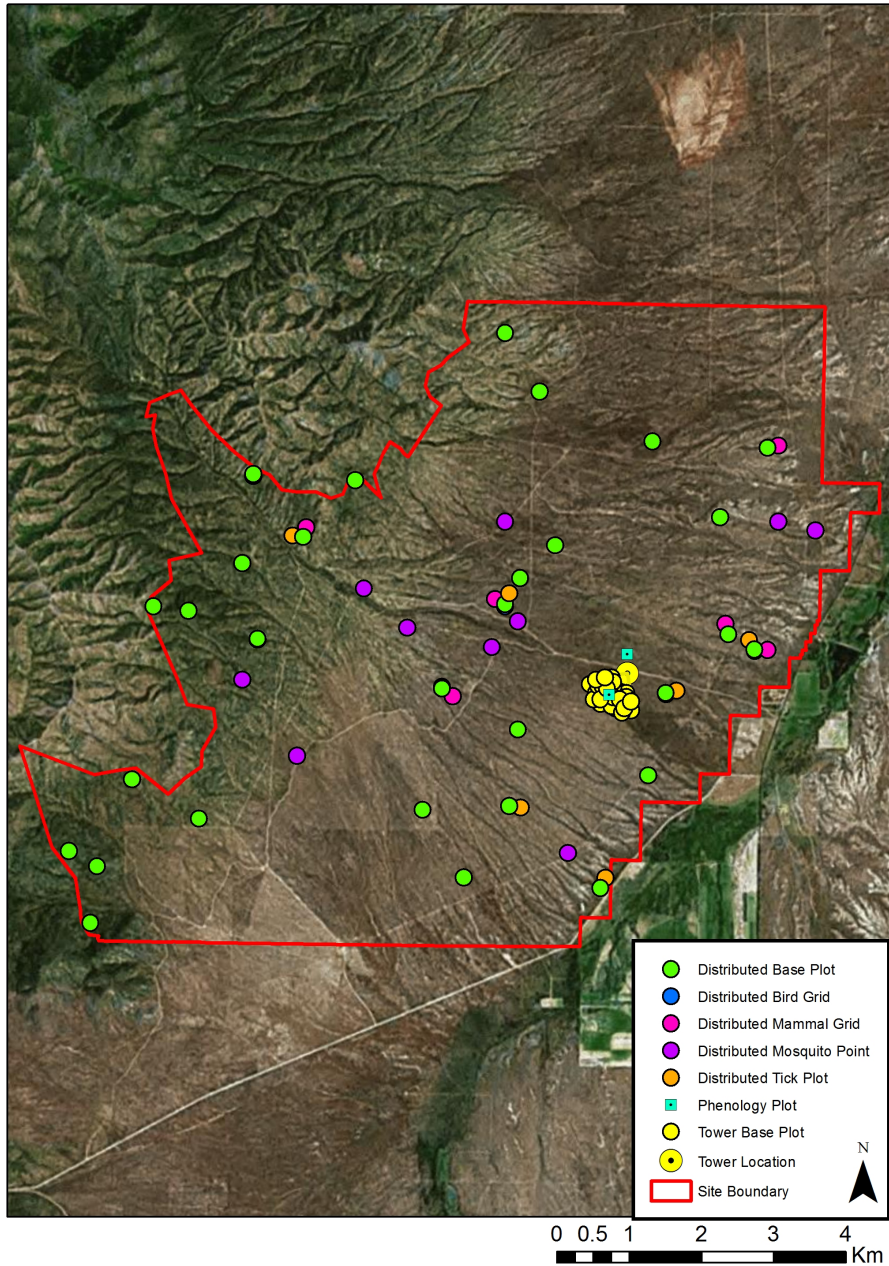 Distributed Base Plot
Distributed Bird Grid
Distributed Mammal Grid
Distributed Mosquito Point
Distributed Tick Plot
Phenology Plot
Tower Base Plot
Tower Location
Site Boundary
N
0 0.5 1 2 3 4
Km